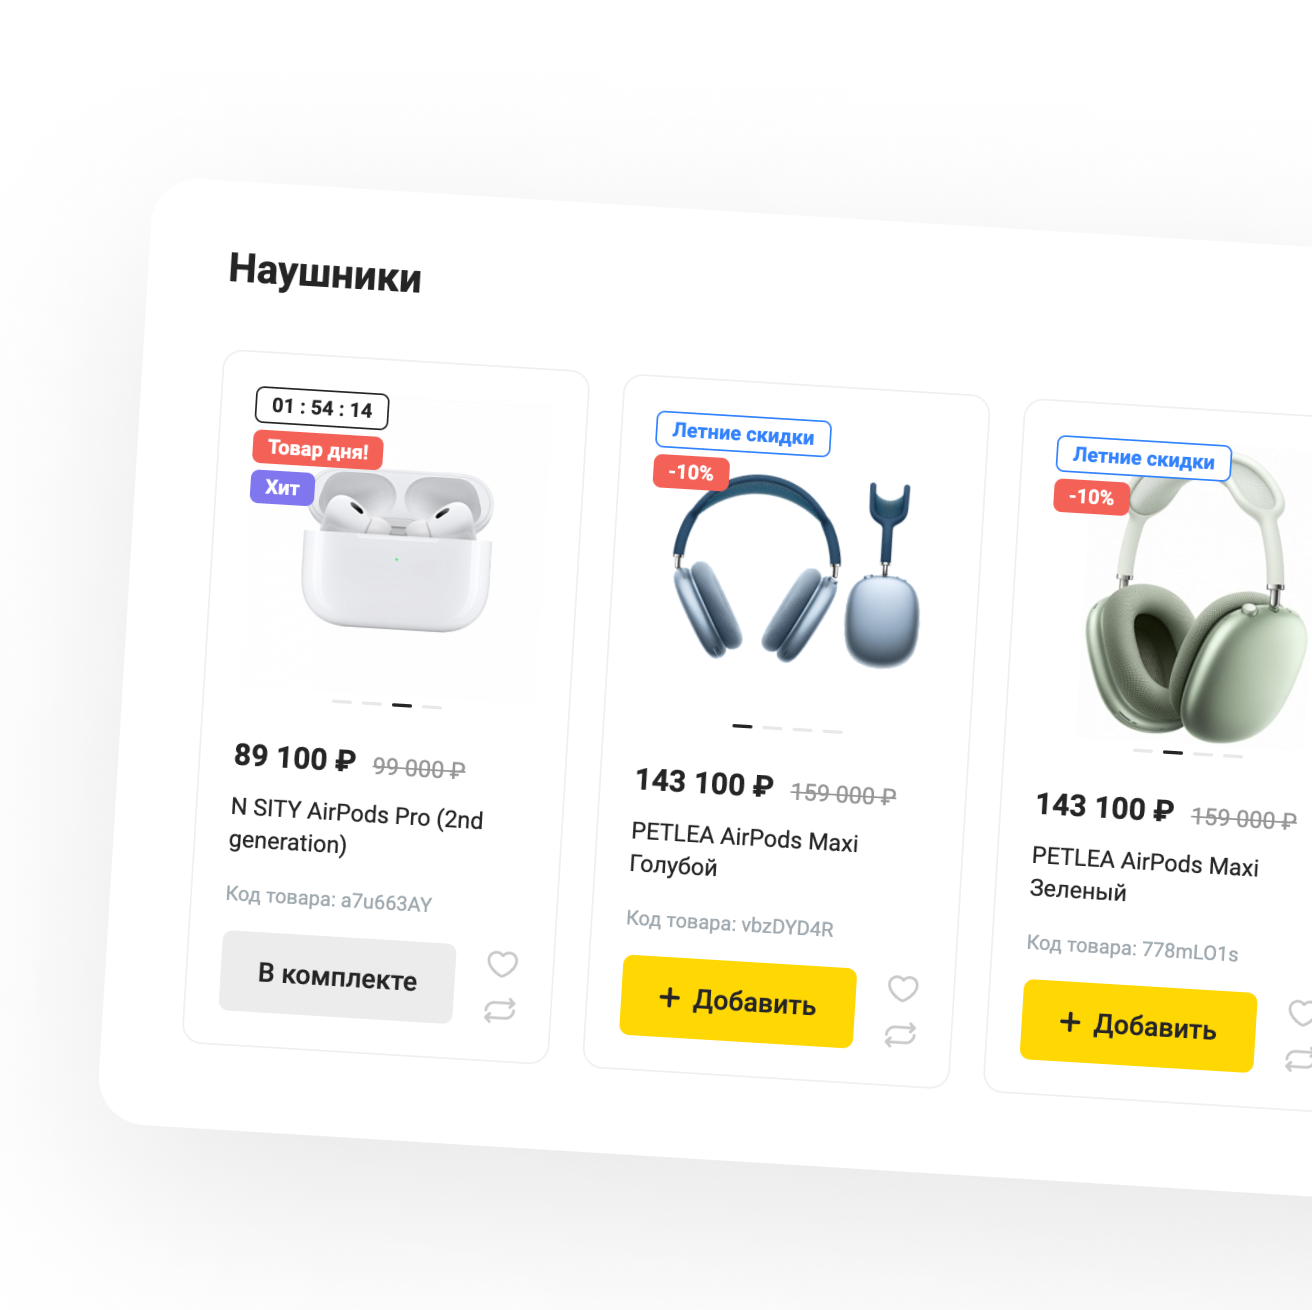 Наушники
01 : 54 : 14
Товар дня!
Хит
89 100 ₽ 99 000 ₽
N SITY AirPods Pro (2nd
generation)
Код товара: a7u663AY
В комплекте
Летние скидки
-10%
143 100 ₽ 159 000 ₽
PETLEA AirPods Maxi
Голубой
Код товара: vbzDYD4R
+ Добавить
Летние скидки
-10%
143 100 ₽ 159 000 ₽
PETLEA AirPods Maxi
Зеленый
Код товара: 778mLO1s
+ Добавить